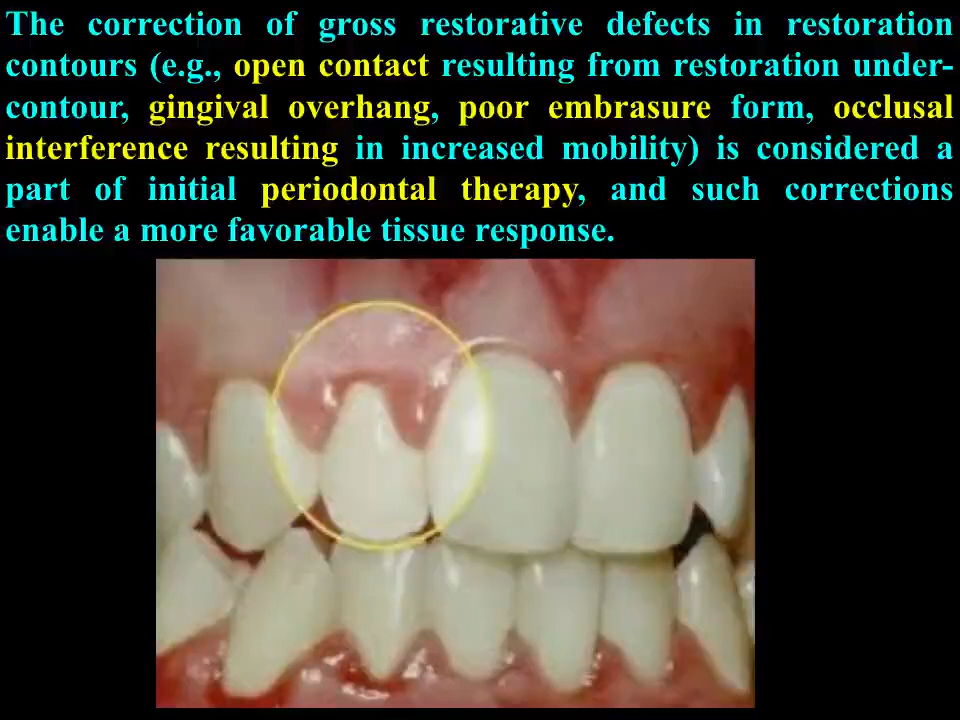 The correction of gross restorative defects in restoration
contours (e.g., open contact resulting from restoration under-
contour, gingival overhang, poor embrasure form, occlusal
interference resulting in increased mobility) is considered a
part of initial periodontal therapy, and such corrections
enable a more favorable tissue response.